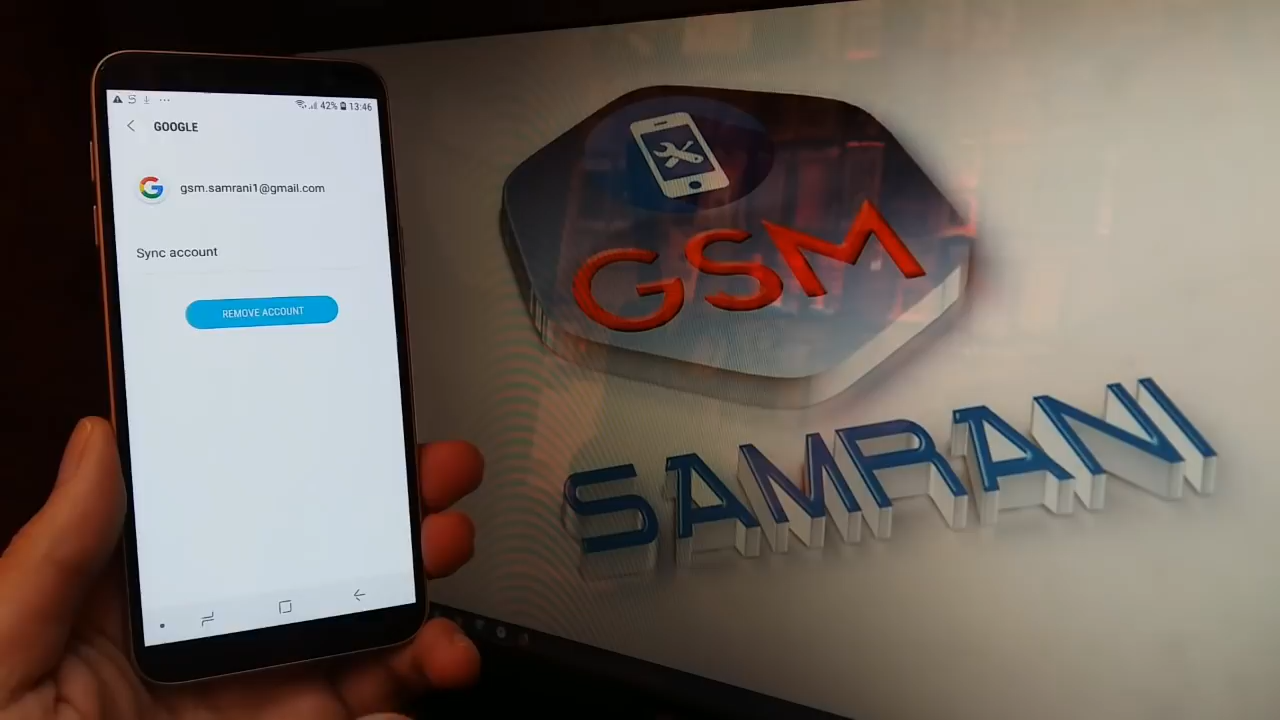 42% 13:46
GOOGLE
gsm.samrani1@gmail.com
Sync account
REMOVE ACCOUNT
GSM
SAMRANI